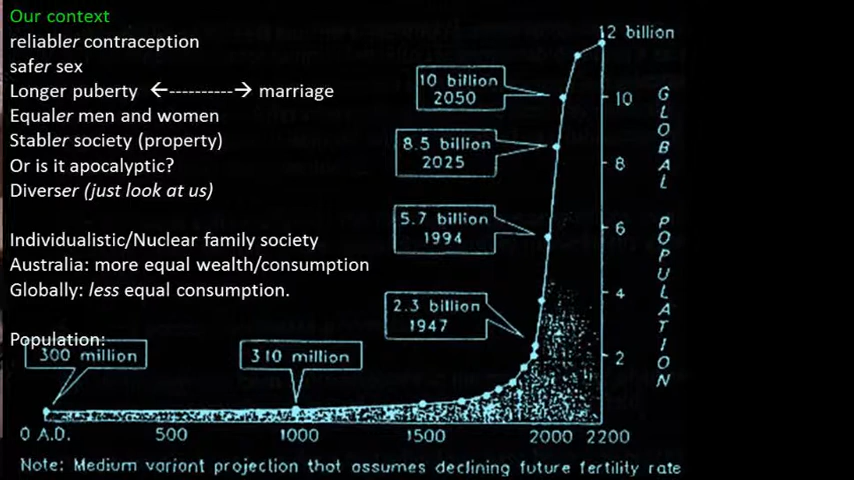 Our context
reliabler contraception
safer sex
Longer puberty ←----------→ marriage
Equaler men and women
Stabler society (property)
Or is it apocalyptic?
Diverser (just look at us)
Individualistic/Nuclear family society
Australia: more equal wealth/consumption
Globally: less equal consumption.
Population:
300 million
310 million
2.3 billion
1947
5.7 billion
1994
8.5 billion
2025
10 billion
2050
12 billion
10
8
6
4
2
GLOBAL POPULATION
0 A.D. 500 1000 1500 2000 2200
Note: Medium variant projection that assumes declining future fertility rate